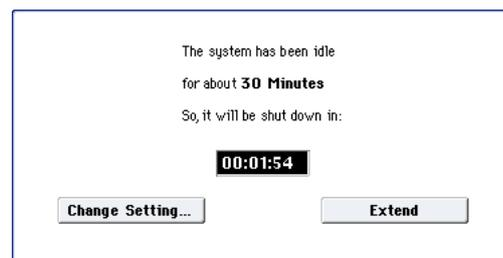 The system has been idle
for about 30 Minutes
So, it will be shut down in:
00:01:54
Change Setting... Extend